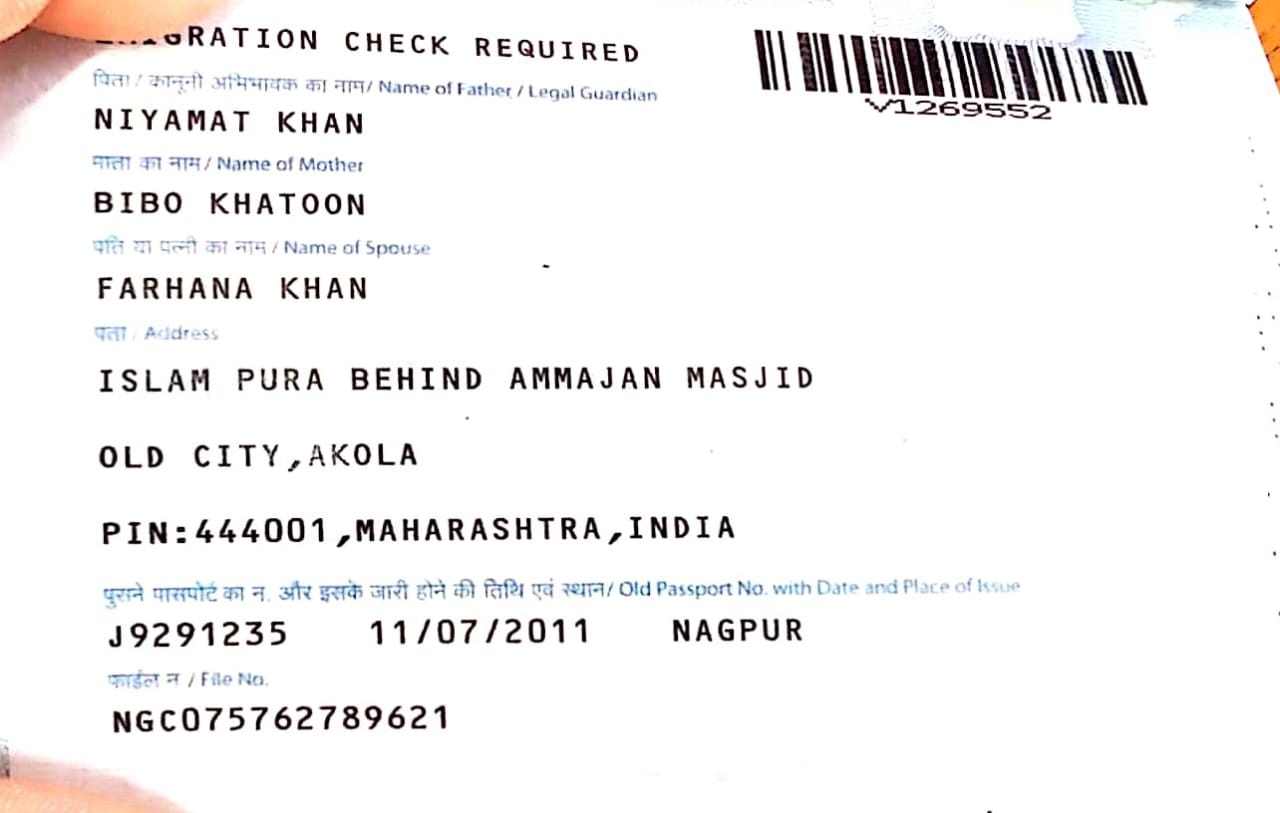 EMIGRATION CHECK REQUIRED
V1269552
पिता / कानूनी अभिभावक का नाम/ Name of Father / Legal Guardian
NIYAMAT KHAN
माता का नाम/ Name of Mother
BIBO KHATOON
पति या पत्नी का नाम / Name of Spouse
FARHANA KHAN
पता / Address
ISLAM PURA BEHIND AMMAJAN MASJID
OLD CITY,AKOLA
PIN:444001,MAHARASHTRA,INDIA
पुराने पासपोर्ट का न. और इसके जारी होने की तिथि एवं स्थान/ Old Passport No. with Date and Place of Issue
J9291235 11/07/2011 NAGPUR
फाईल न / File No.
NGC075762789621